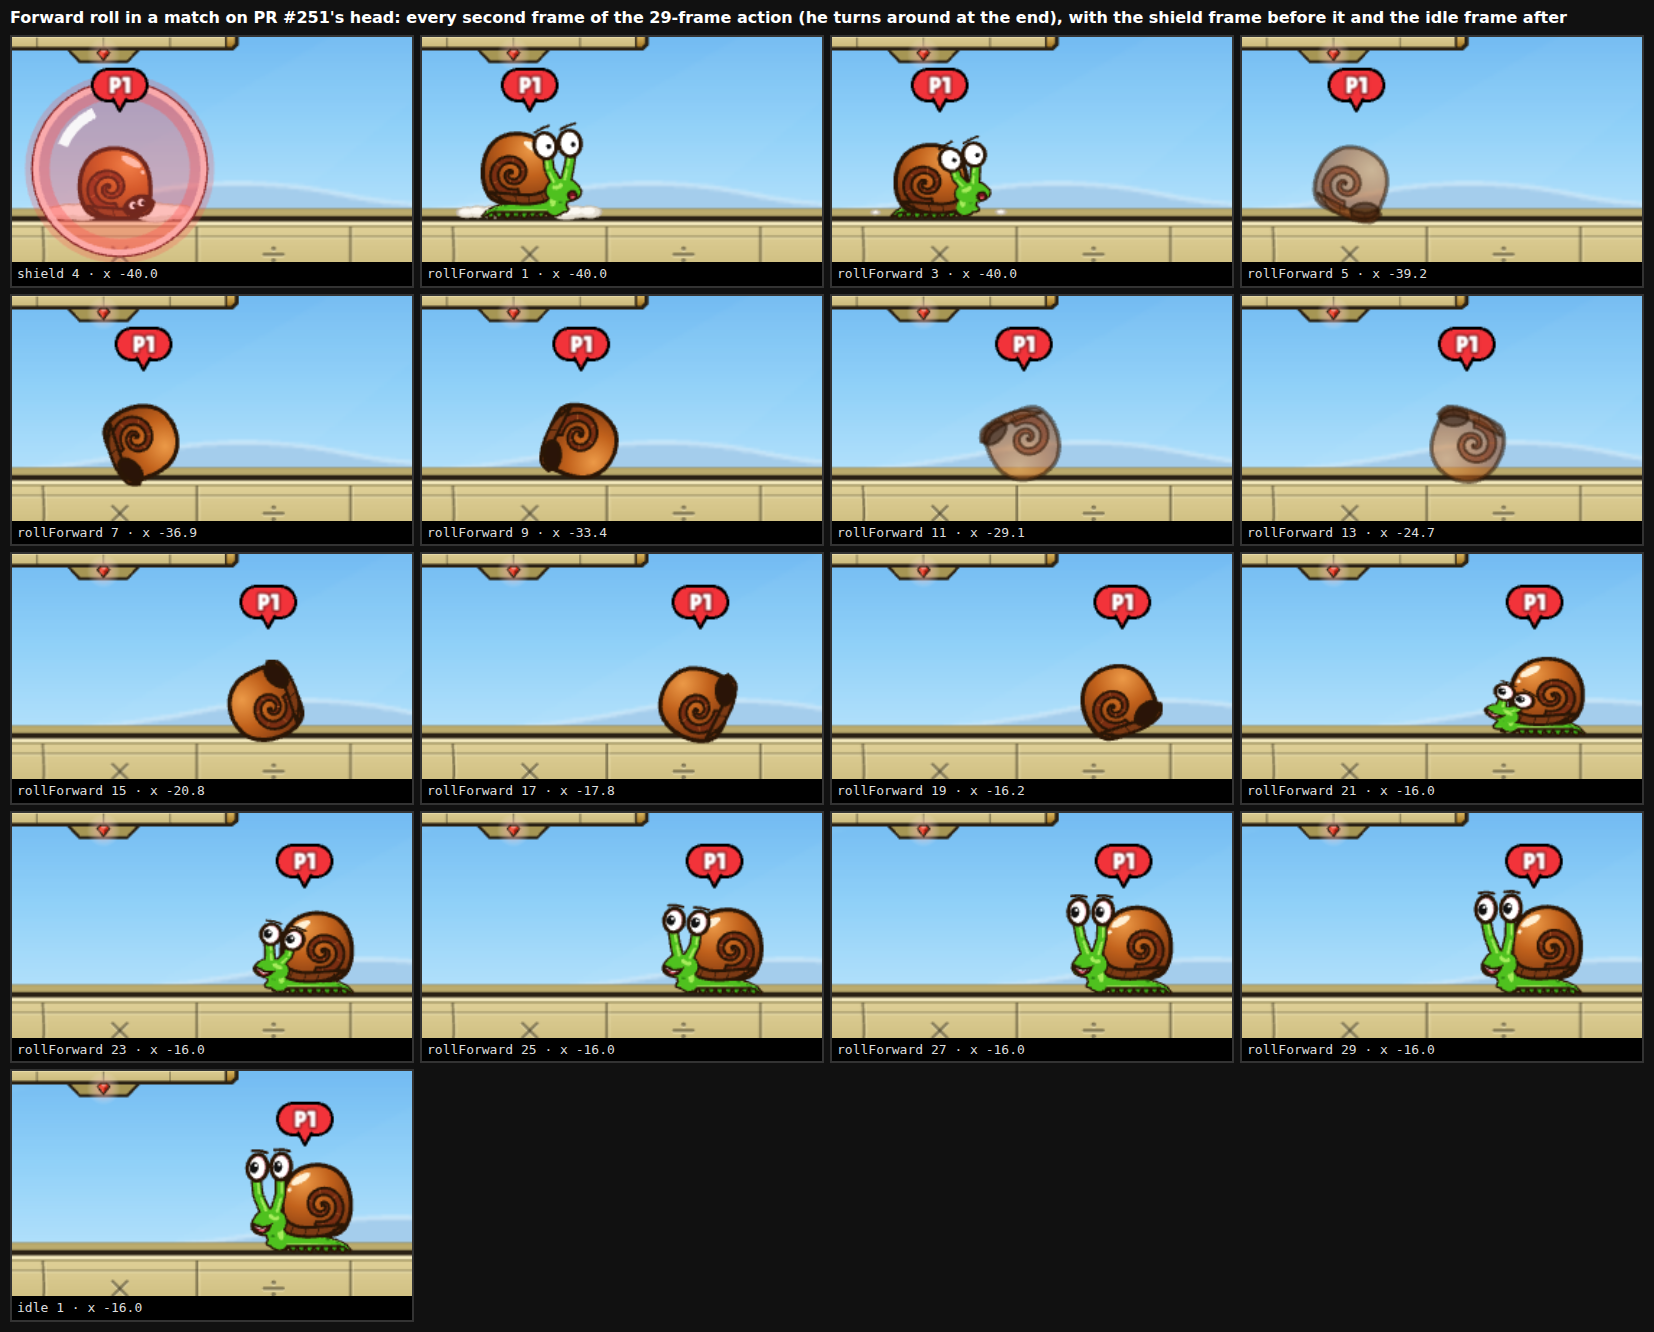 Forward roll in a match on PR #251's head: every second frame of the 29-frame action (he turns around at the end), with the shield frame before it and the idle frame after
P1
P1
P1
P1
× ÷
× ÷
× ÷
× ÷
shield 4 · x -40.0
rollForward 1 · x -40.0
rollForward 3 · x -40.0
rollForward 5 · x -39.2
P1
P1
P1
P1
× ÷
× ÷
× ÷
× ÷
rollForward 7 · x -36.9
rollForward 9 · x -33.4
rollForward 11 · x -29.1
rollForward 13 · x -24.7
P1
P1
P1
P1
× ÷
× ÷
× ÷
× ÷
rollForward 15 · x -20.8
rollForward 17 · x -17.8
rollForward 19 · x -16.2
rollForward 21 · x -16.0
P1
P1
P1
P1
× ÷
× ÷
× ÷
× ÷
rollForward 23 · x -16.0
rollForward 25 · x -16.0
rollForward 27 · x -16.0
rollForward 29 · x -16.0
P1
× ÷
idle 1 · x -16.0